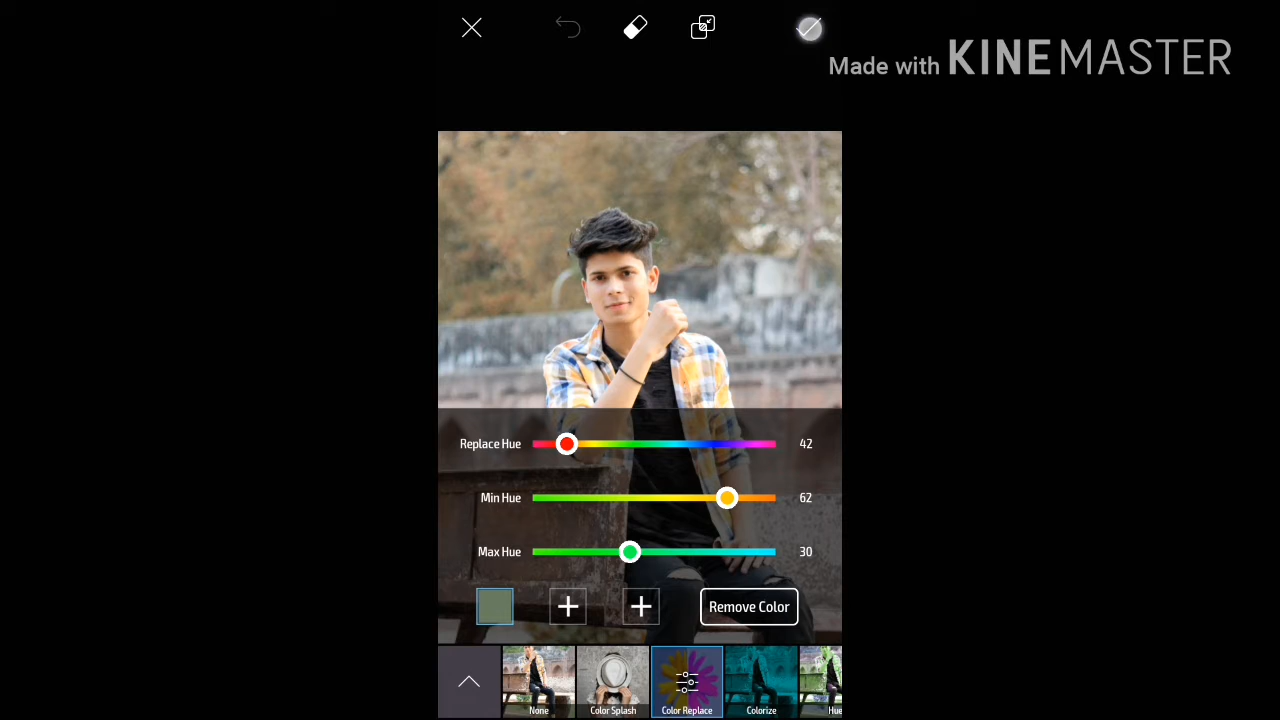 Made with KINEMASTER
Replace Hue 42
Min Hue 62
Max Hue 30
Remove Color
None Color Splash Color Replace Colorize Hue